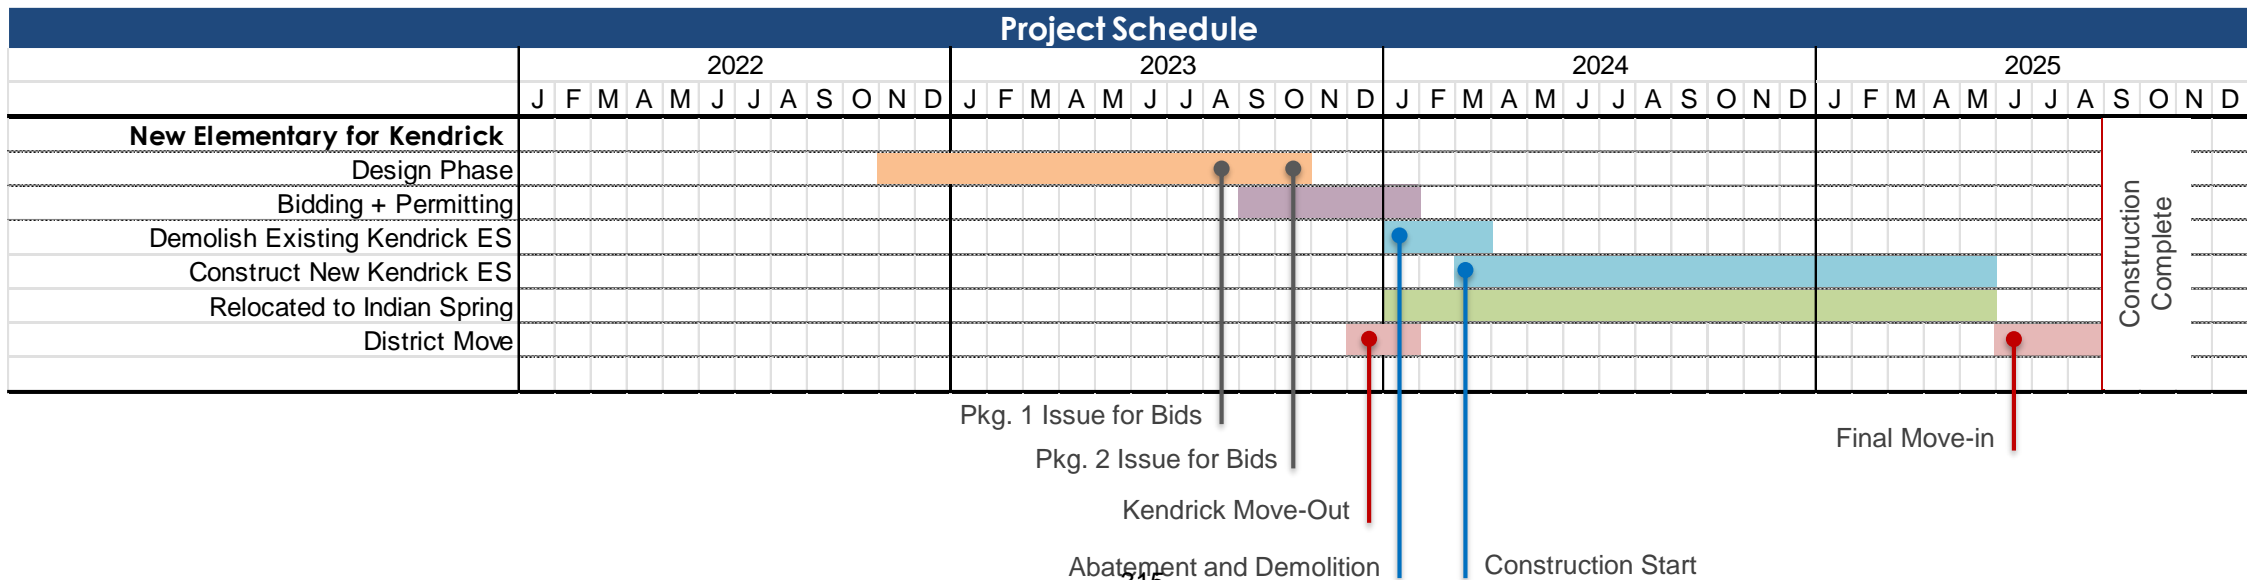 Project Schedule
2022 2023 2024 2025
J F M A M J J A S O N D J F M A M J J A S O N D J F M A M J J A S O N D J F M A M J J A S O N D
New Elementary for Kendrick
Design Phase
Bidding + Permitting
Demolish Existing Kendrick ES
Construct New Kendrick ES
Relocated to Indian Spring
District Move
Construction
Complete
Pkg. 1 Issue for Bids
Final Move-in
Pkg. 2 Issue for Bids
Kendrick Move-Out
Abatement and Demolition
Construction Start